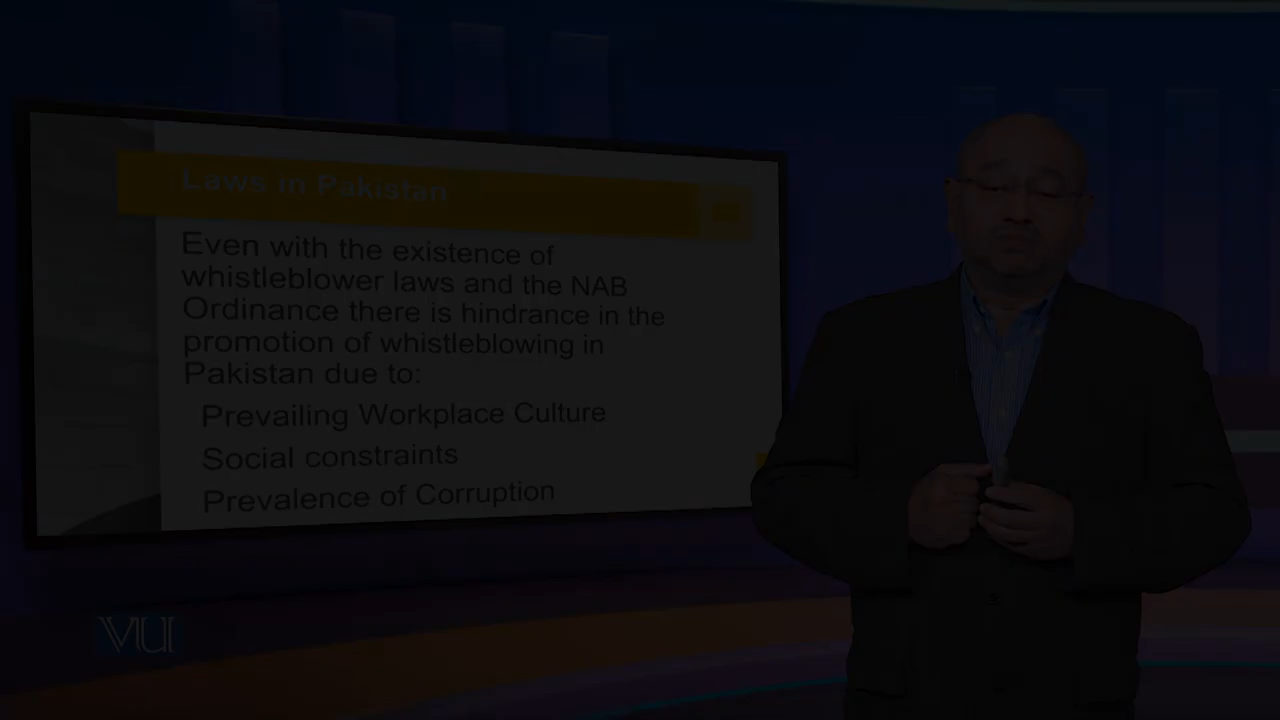 Laws in Pakistan
Even with the existence of
whistleblower laws and the NAB
Ordinance there is hindrance in the
promotion of whistleblowing in
Pakistan due to:
Prevailing Workplace Culture
Social constraints
Prevalence of Corruption
VU